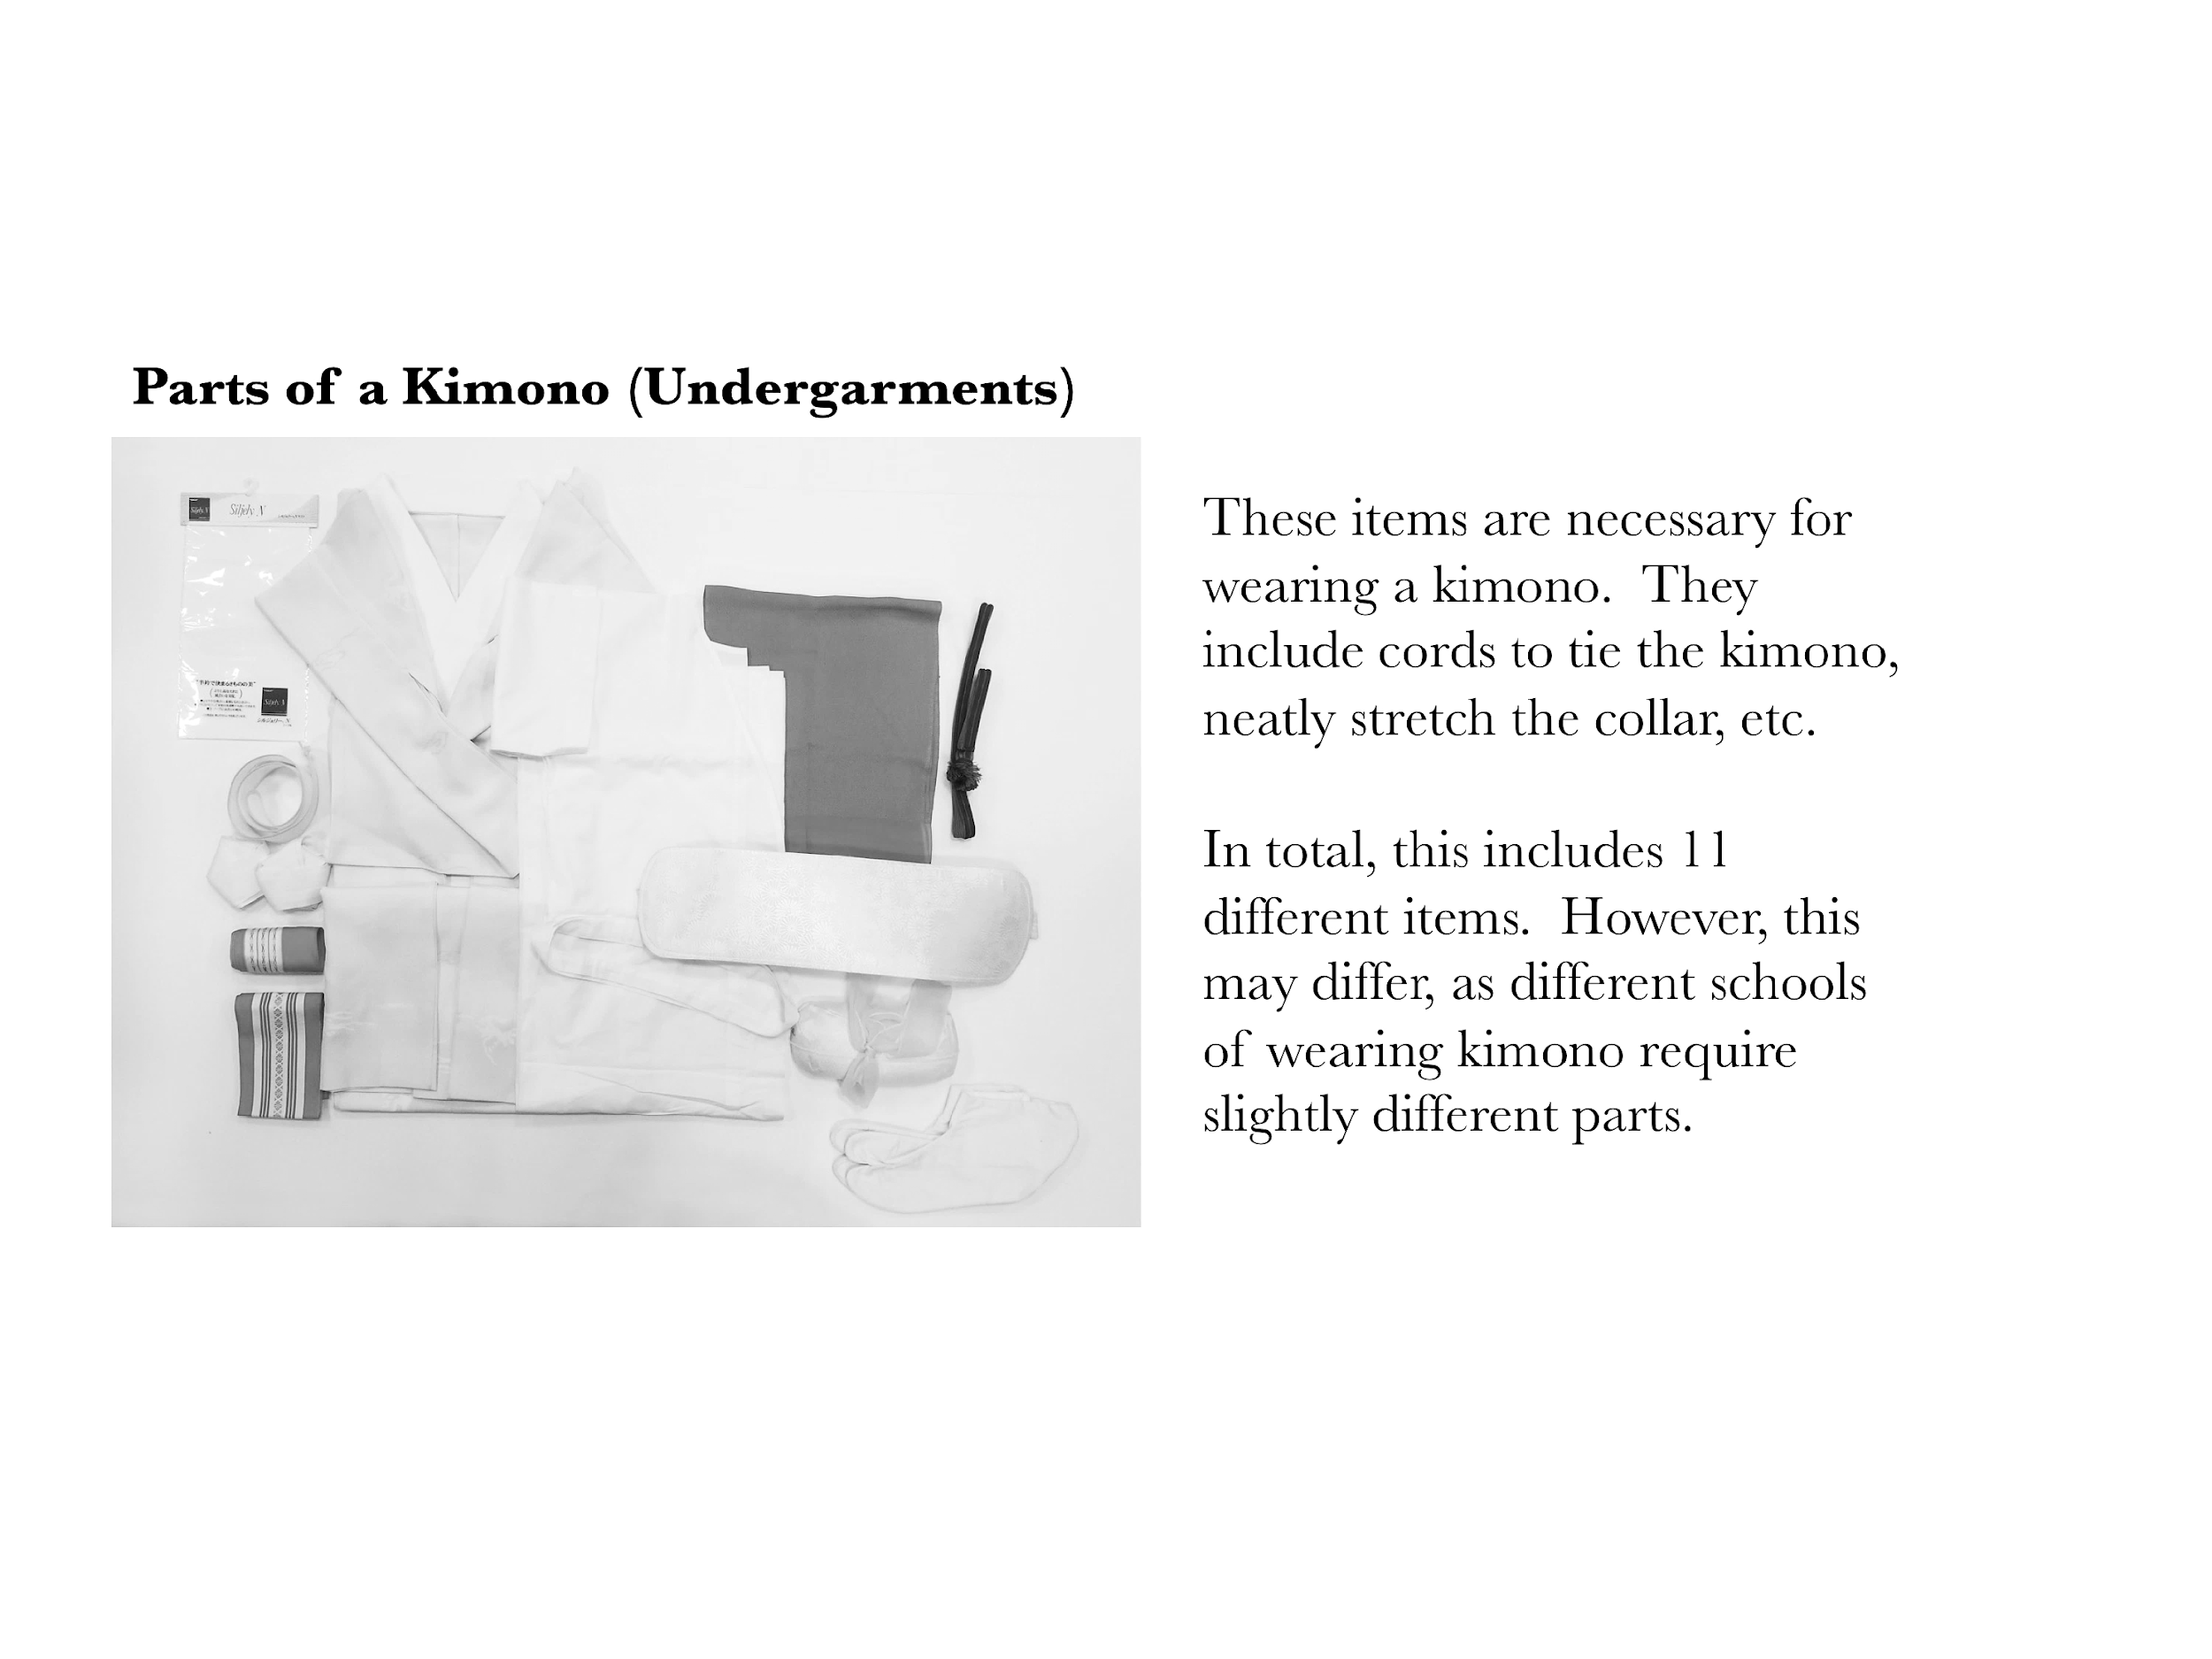 Parts of a Kimono (Undergarments)
Siljely N
These items are necessary for
wearing a kimono.  They
include cords to tie the kimono,
neatly stretch the collar, etc.
In total, this includes 11
different items.  However, this
may differ, as different schools
of wearing kimono require
slightly different parts.